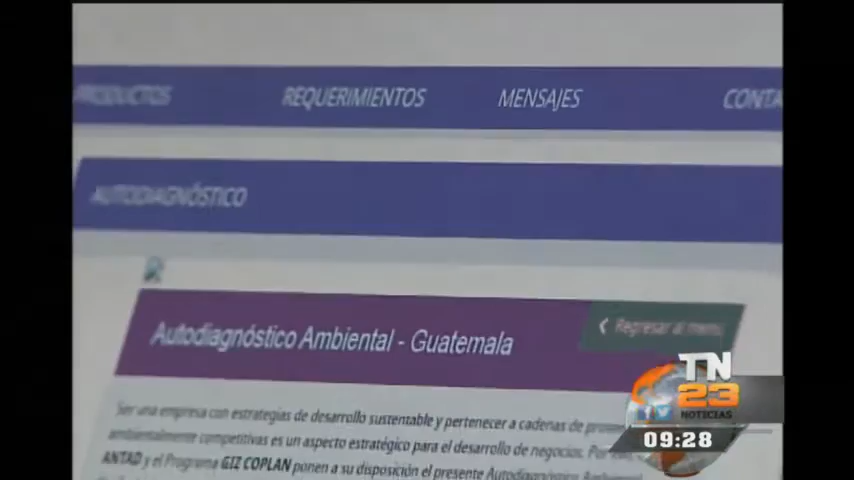 PRODUCTOS REQUERIMIENTOS MENSAJES CONTA
AUTODIAGNÓSTICO
Autodiagnóstico Ambiental - Guatemala
Regresar al menú
Ser una empresa con estrategias de desarrollo sustentable y pertenecer a cadenas de
ambientalmente competitivas es un aspecto estratégico para el desarrollo de negocios. Por
ANTAD y el Programa GIZ COPLAN ponen a su disposición el presente Autodiagnóstico
TN
23
NOTICIAS
09:28